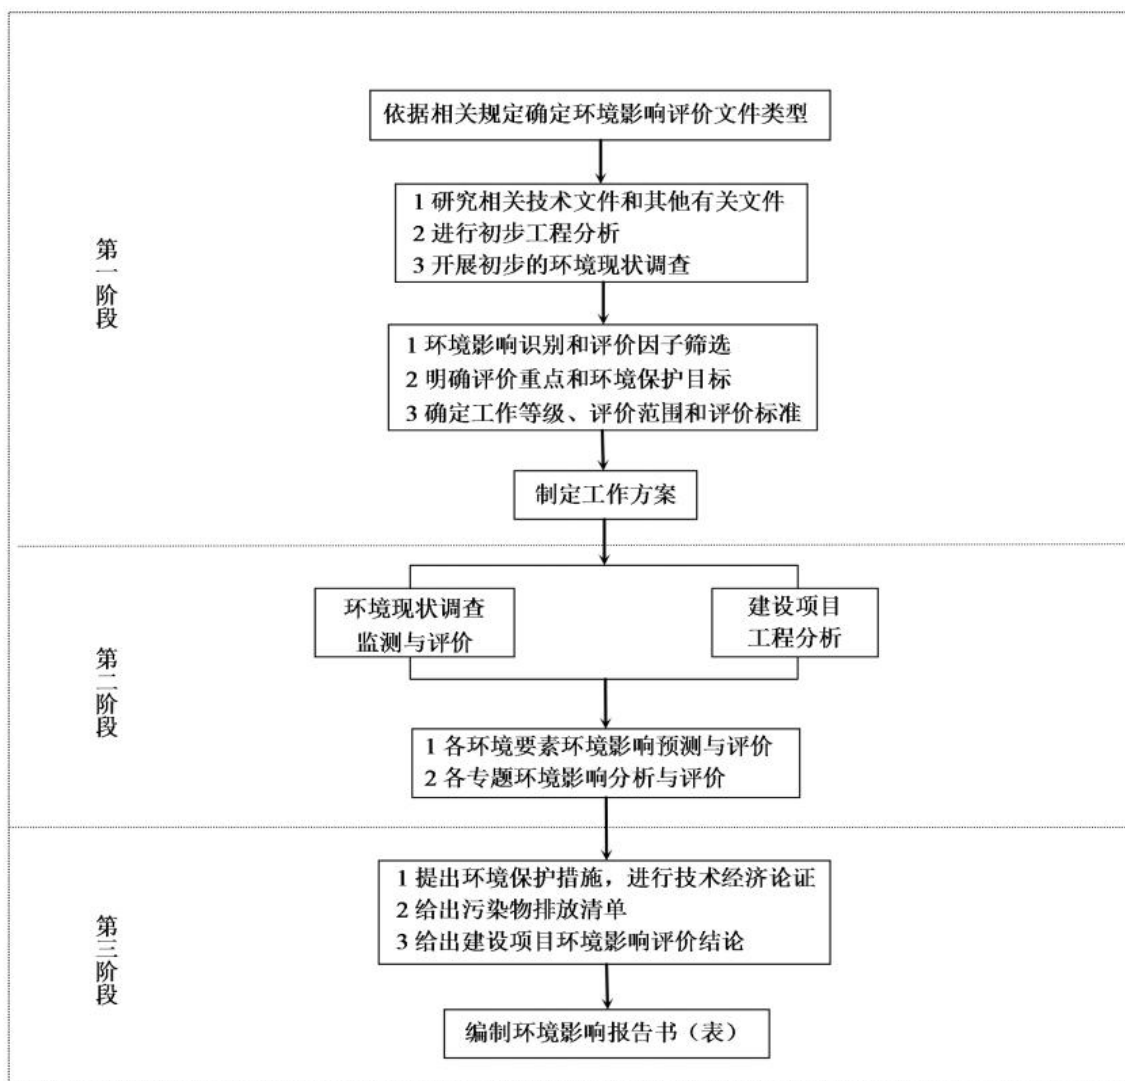 依据相关规定确定环境影响评价文件类型
1 研究相关技术文件和其他有关文件
2 进行初步工程分析
3 开展初步的环境现状调查
第一阶段
1 环境影响识别和评价因子筛选
2 明确评价重点和环境保护目标
3 确定工作等级、评价范围和评价标准
制定工作方案
环境现状调查
监测与评价
建设项目
工程分析
第二阶段
1 各环境要素环境影响预测与评价
2 各专题环境影响分析与评价
1 提出环境保护措施，进行技术经济论证
2 给出污染物排放清单
3 给出建设项目环境影响评价结论
第三阶段
编制环境影响报告书（表）